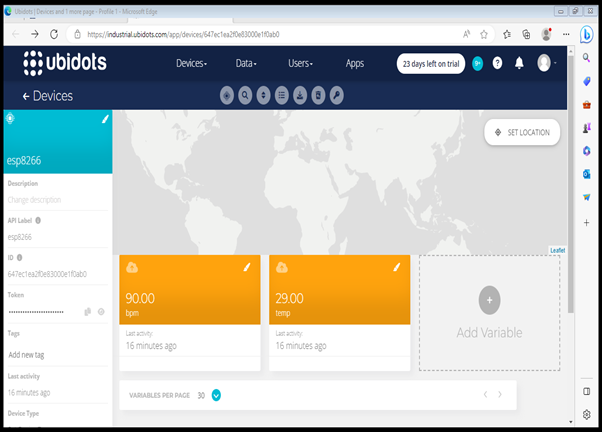 Ubidots | Devices and 1 more page - Profile 1 - Microsoft Edge
https://industrial.ubidots.com/app/devices/647ec1ea2f0e83000e1f0ab0
ubidots
Devices
Data
Users
Apps
23 days left on trial
9+
?
← Devices
esp8266
SET LOCATION
Description
Change description
API Label
esp8266
ID
647ec1ea2f0e83000e1f0ab0
Token
Tags
Add new tag
Last activity
16 minutes ago
Device Type
Leaflet
90.00
bpm
Last activity:
16 minutes ago
29.00
temp
Last activity:
16 minutes ago
+
Add Variable
VARIABLES PER PAGE 30